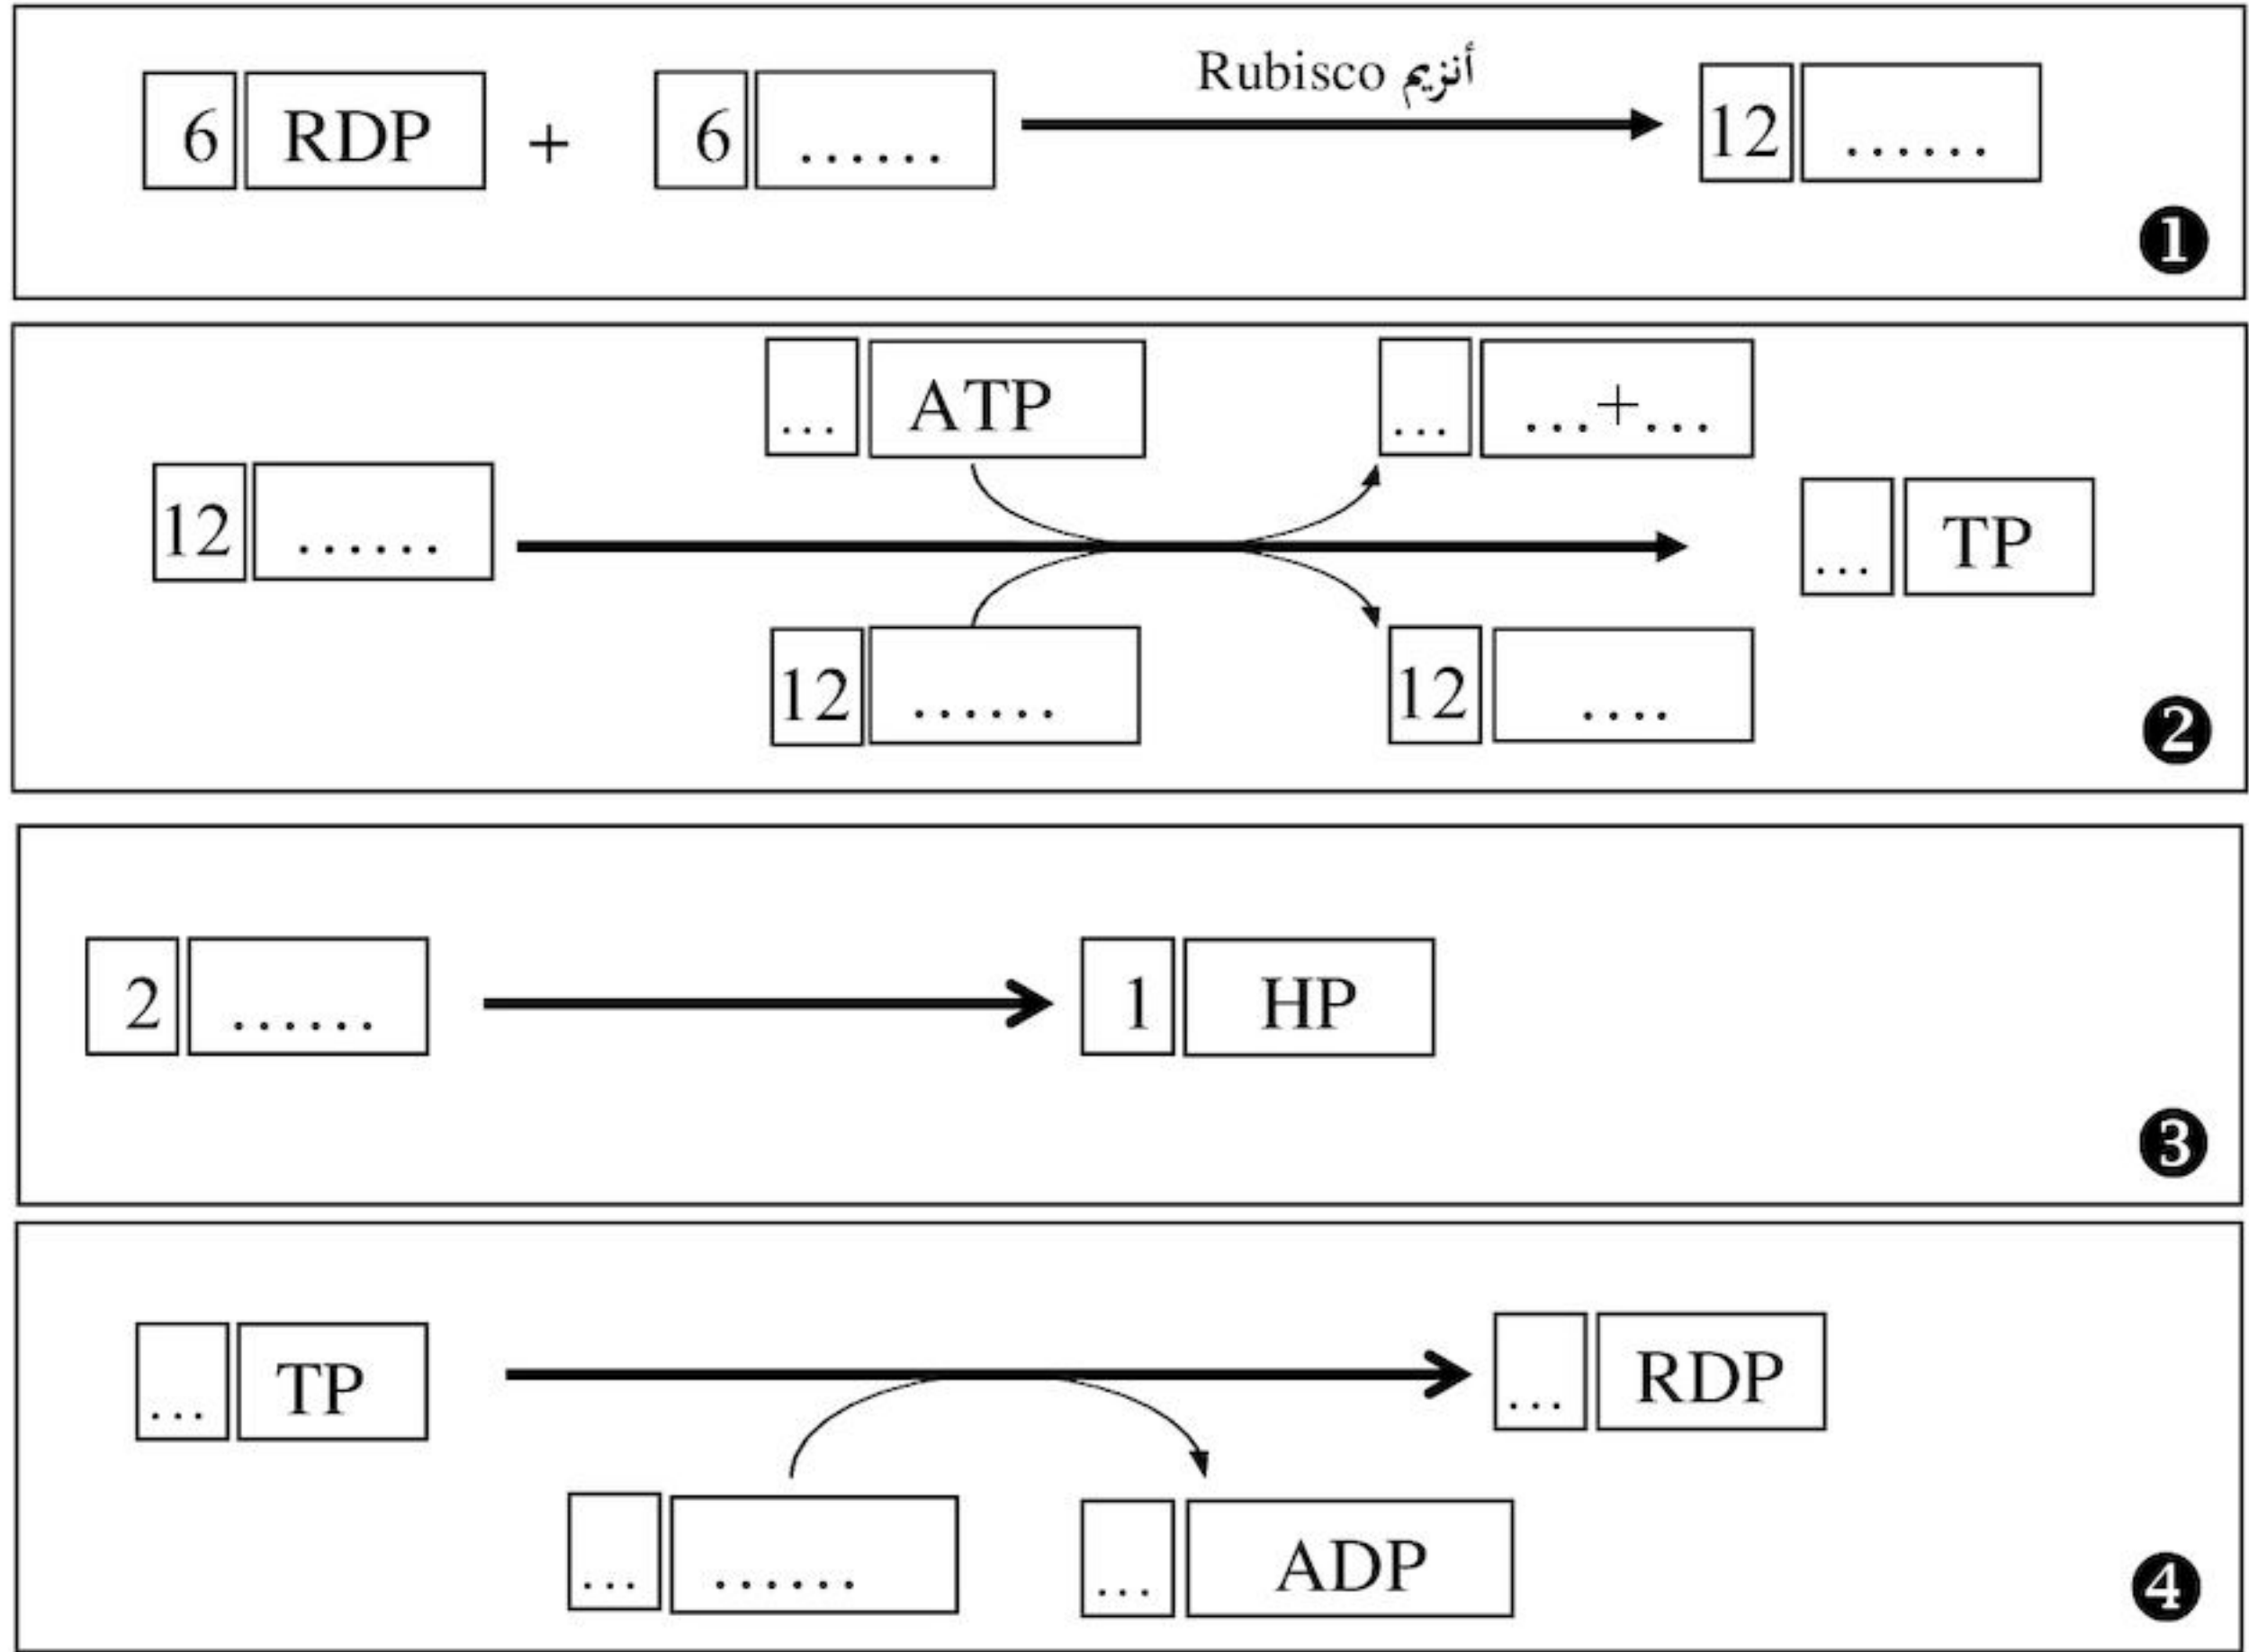 6 RDP + 6 ...... أنزيم Rubisco 12 ......
❶
... ATP ... ...+...
12 ...... ... TP
12 ...... 12 ....
❷
2 ...... 1 HP
❸
... TP ... RDP
... ...... ... ADP
❹